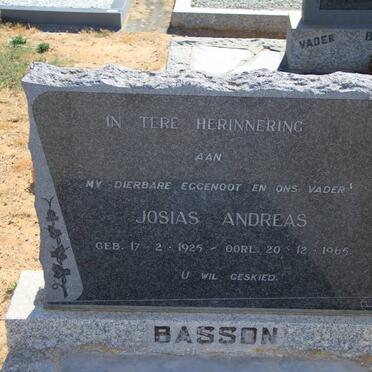 VADER
IN TERE HERINNERING
AAN
MY DIERBARE EGGENOOT EN ONS VADER
JOSIAS ANDREAS
GEB. 17-2-1925 - OORL. 20-12-1965
U WIL GESKIED.
BASSON